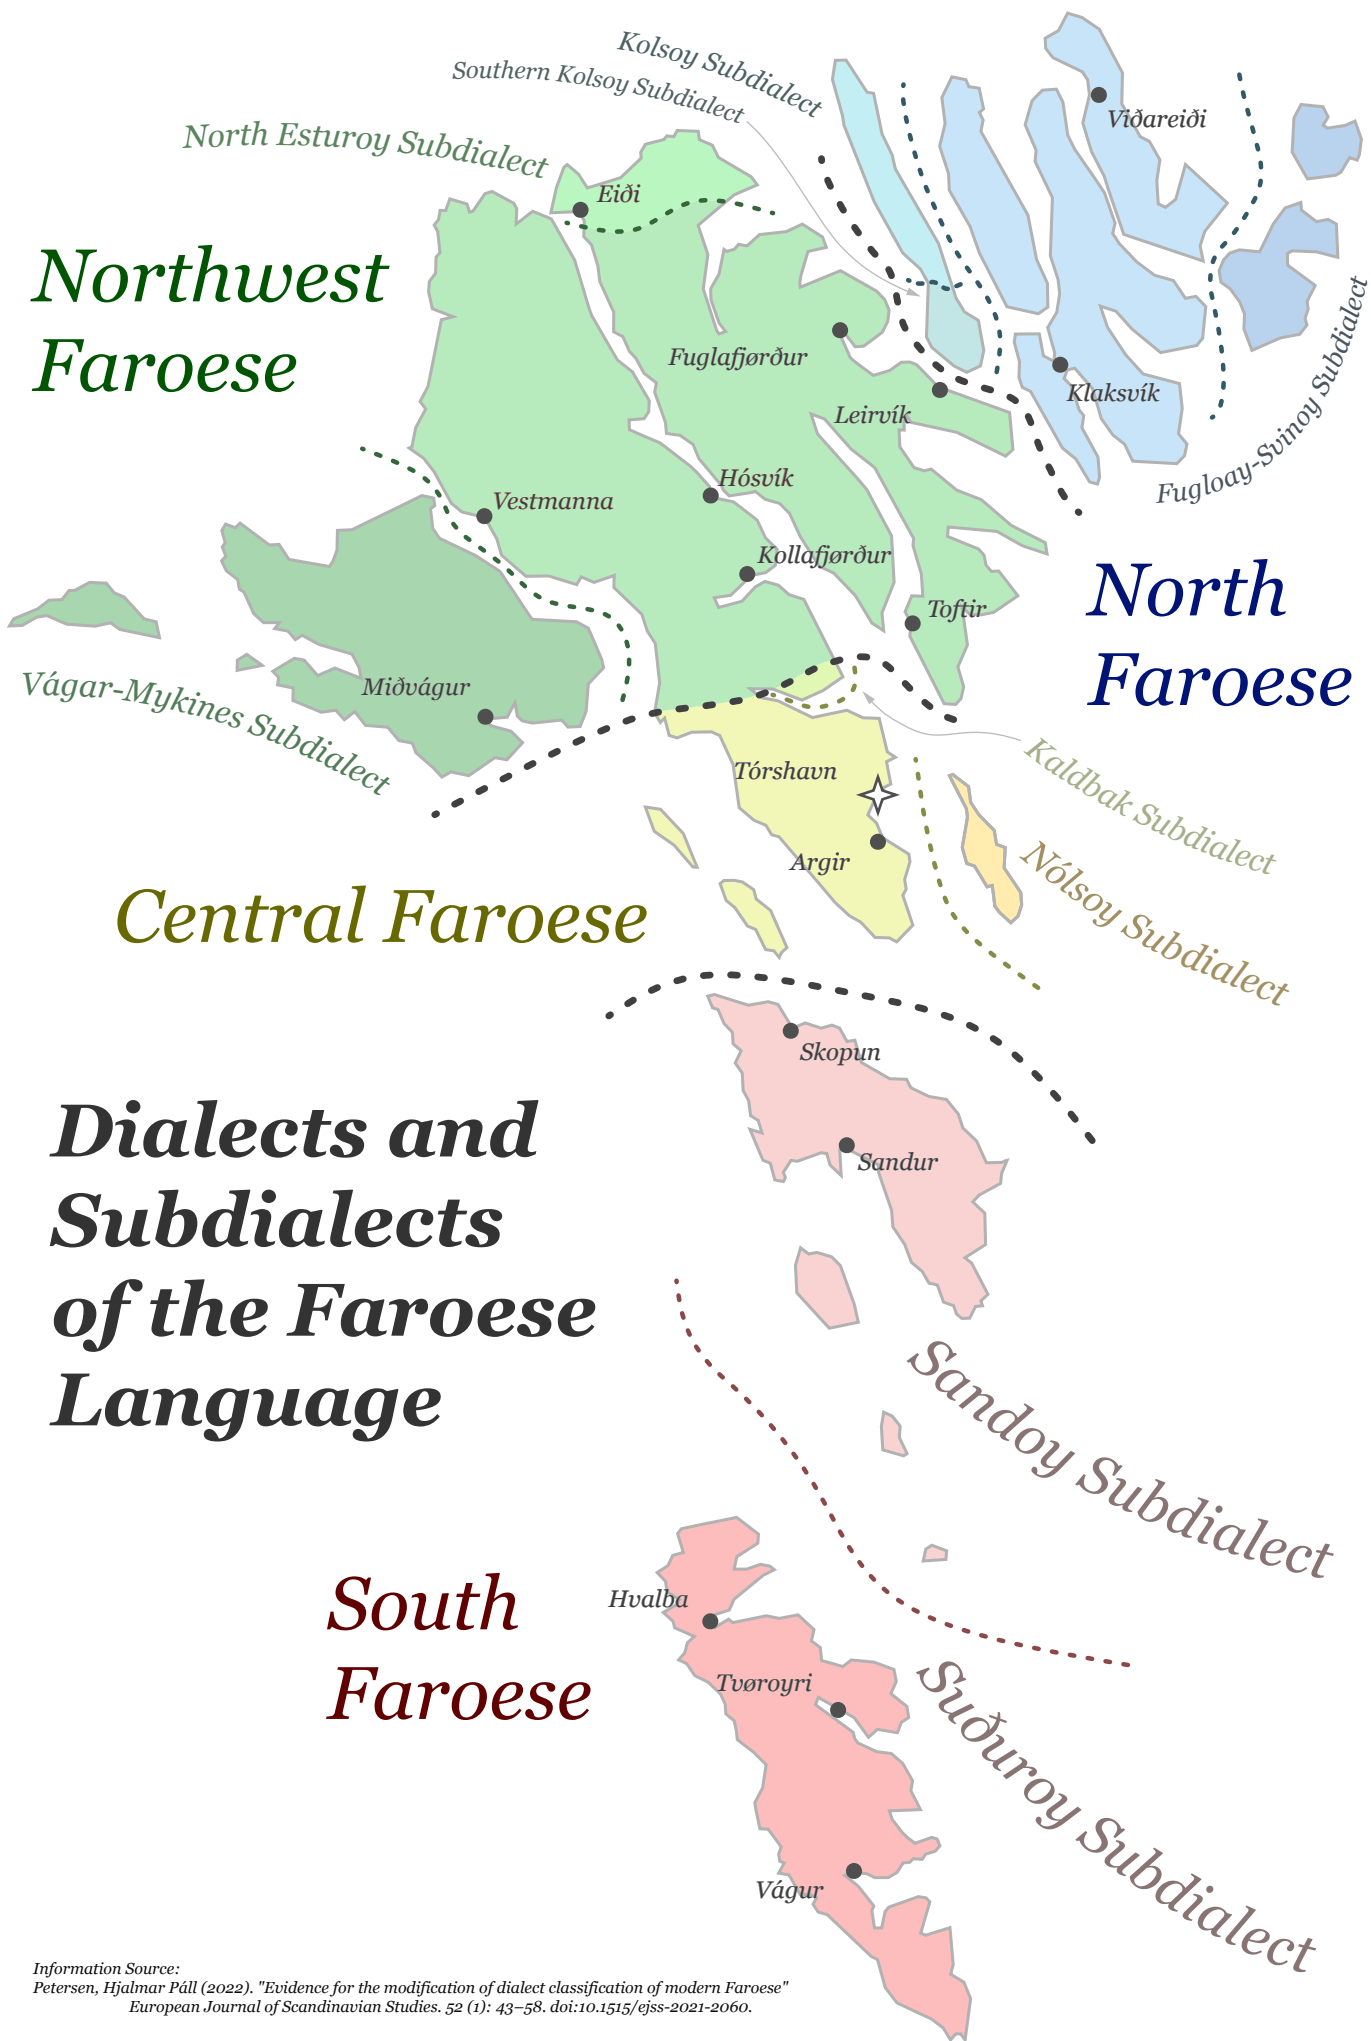 Kolsoy Subdialect
Southern Kolsoy Subdialect
North Esturoy Subdialect
Viðareiði
Eiði
Northwest
Faroese
Fuglafjørður
Leirvík
Klaksvík
Fugloay-Svinoy Subdialect
Hósvík
Vestmanna
Kollafjørður
Toftir
North
Faroese
Vágar-Mykines Subdialect
Miðvágur
Tórshavn
Kaldbak Subdialect
Argir
Nólsoy Subdialect
Central Faroese
Skopun
Sandur
Dialects and
Subdialects
of the Faroese
Language
Sandoy Subdialect
South
Faroese
Hvalba
Tvøroyri
Suðuroy Subdialect
Vágur
Information Source:
Petersen, Hjalmar Páll (2022). "Evidence for the modification of dialect classification of modern Faroese"
European Journal of Scandinavian Studies. 52 (1): 43–58. doi:10.1515/ejss-2021-2060.